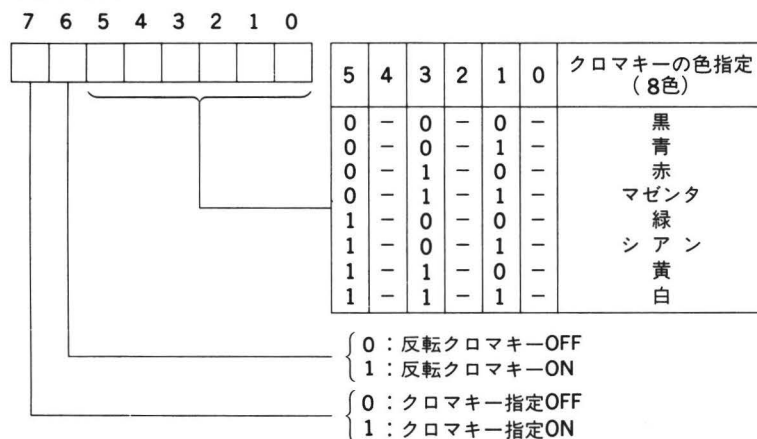 7 6 5 4 3 2 1 0
5 4 3 2 1 0 クロマキーの色指定
(8色)
0 - 0 - 0 - 黒
0 - 0 - 1 - 青
0 - 1 - 0 - 赤
0 - 1 - 1 - マゼンタ
1 - 0 - 0 - 緑
1 - 0 - 1 - シアン
1 - 1 - 0 - 黄
1 - 1 - 1 - 白
0:反転クロマキーOFF
1:反転クロマキーON
0:クロマキー指定OFF
1:クロマキー指定ON